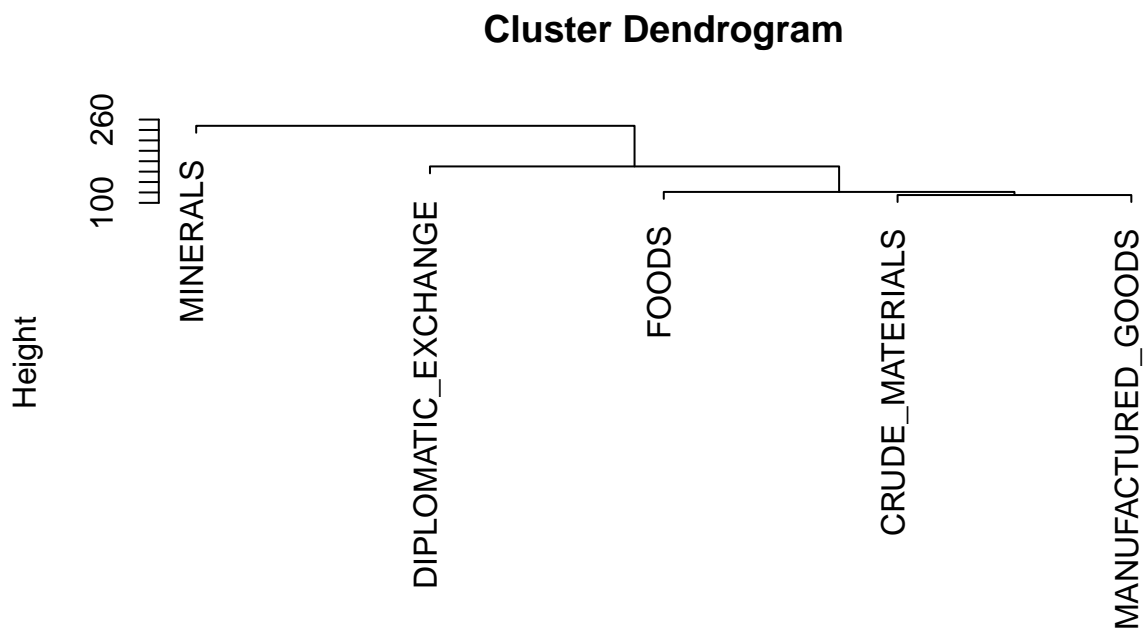 Cluster Dendrogram
Height
260
100
MINERALS
DIPLOMATIC_EXCHANGE
FOODS
CRUDE_MATERIALS
MANUFACTURED_GOODS